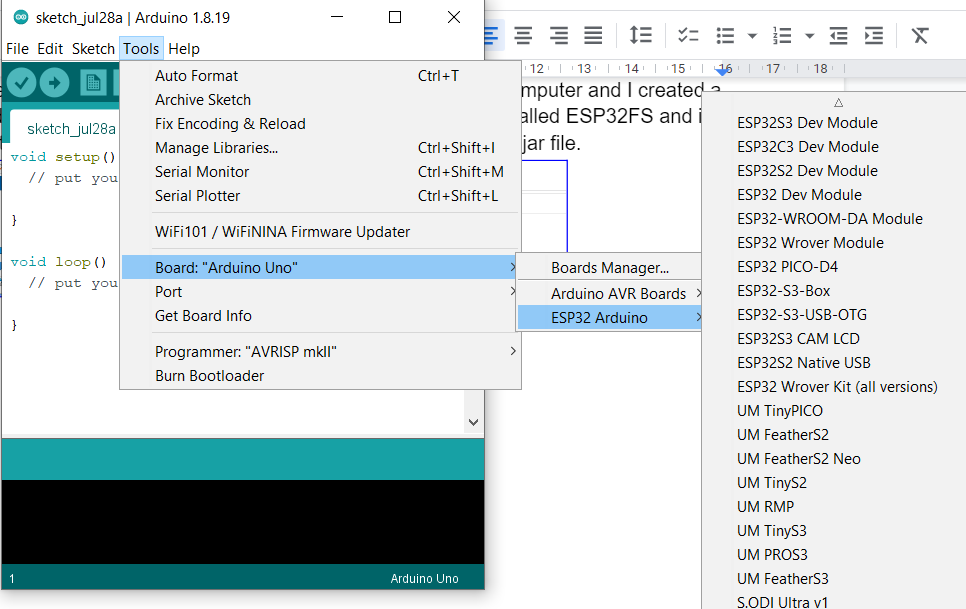 sketch_jul28a | Arduino 1.8.19
File Edit Sketch Tools Help
sketch_jul28a
void setup()
// put you
}
void loop()
// put you
}
Auto Format Ctrl+T
Archive Sketch
Fix Encoding & Reload
Manage Libraries... Ctrl+Shift+I
Serial Monitor Ctrl+Shift+M
Serial Plotter Ctrl+Shift+L
WiFi101 / WiFiNINA Firmware Updater
Board: "Arduino Uno"
Port
Get Board Info
Programmer: "AVRISP mkII"
Burn Bootloader
Boards Manager...
Arduino AVR Boards
ESP32 Arduino
12 13 14 15 16 17 18
mputer and I created a
alled ESP32FS and i
jar file.
ESP32S3 Dev Module
ESP32C3 Dev Module
ESP32S2 Dev Module
ESP32 Dev Module
ESP32-WROOM-DA Module
ESP32 Wrover Module
ESP32 PICO-D4
ESP32-S3-Box
ESP32-S3-USB-OTG
ESP32S3 CAM LCD
ESP32S2 Native USB
ESP32 Wrover Kit (all versions)
UM TinyPICO
UM FeatherS2
UM FeatherS2 Neo
UM TinyS2
UM RMP
UM TinyS3
UM PROS3
UM FeatherS3
S.ODI Ultra v1
1 Arduino Uno